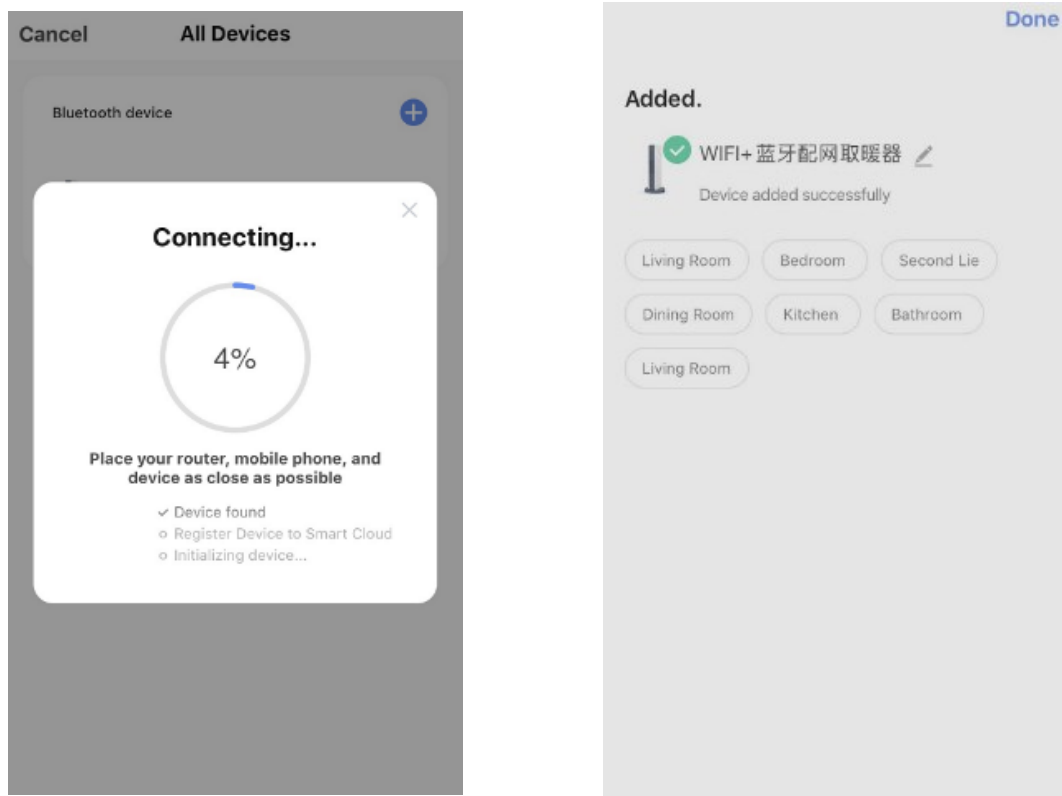 Cancel
All Devices
Bluetooth device
Connecting...
4%
Place your router, mobile phone, and
device as close as possible
Device found
Register Device to Smart Cloud
Initializing device...
Done
Added.
WIFI+蓝牙配网取暖器
Device added successfully
Living Room
Bedroom
Second Lie
Dining Room
Kitchen
Bathroom
Living Room